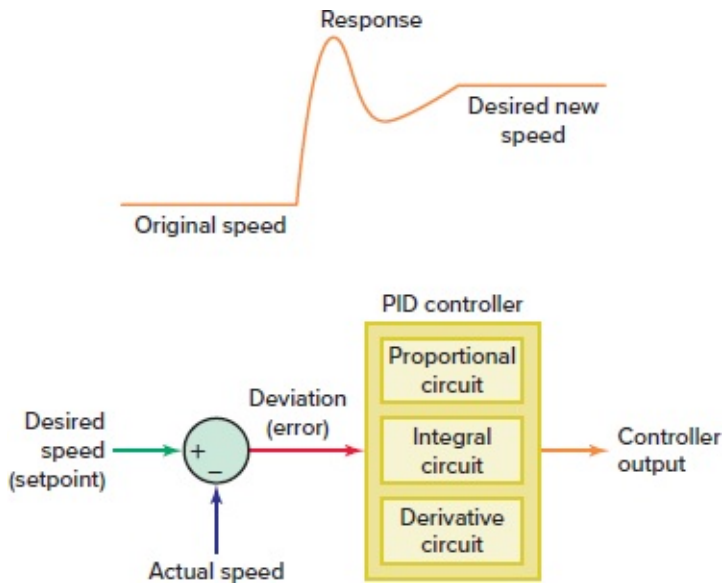 Response
Desired new
speed
Original speed
PID controller
Proportional
circuit
Deviation
(error)
Desired
speed
(setpoint)
+
−
Integral
circuit
Controller
output
Derivative
circuit
Actual speed